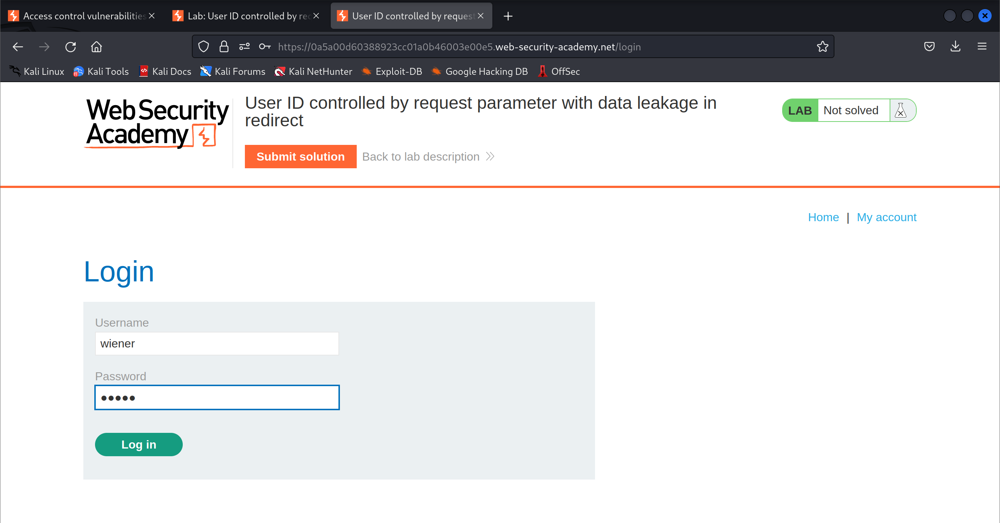 Access control vulnerabilities
Lab: User ID controlled by rec
User ID controlled by request
https://0a5a00d60388923cc01a0b46003e00e5.web-security-academy.net/login
Kali Linux Kali Tools Kali Docs Kali Forums Kali NetHunter Exploit-DB Google Hacking DB OffSec
Web Security
Academy
User ID controlled by request parameter with data leakage in
redirect
LAB Not solved
Submit solution Back to lab description
Home | My account
Login
Username
wiener
Password
Log in